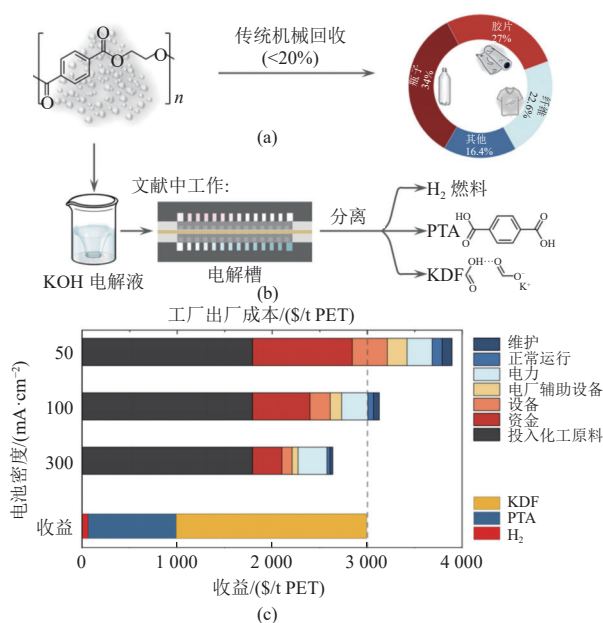 O
O
O
O
n
(a)
传统机械回收
(<20%)
胶片
27%
瓶子
34%
纤维
22.6%
其他
16.4%
文献中工作:
KOH 电解液
电解槽
(b)
分离
H₂ 燃料
PTA
HO
O
O
OH
KDF
OH···O
O
O⁻
K⁺
工厂出厂成本/($/t PET)
电池密度/(mA·cm⁻²)
50
100
300
收益
维护
正常运行
电力
电厂辅助设备
设备
资金
投入化工原料
KDF
PTA
H₂
0
1 000
2 000
3 000
4 000
收益/($/t PET)
(c)